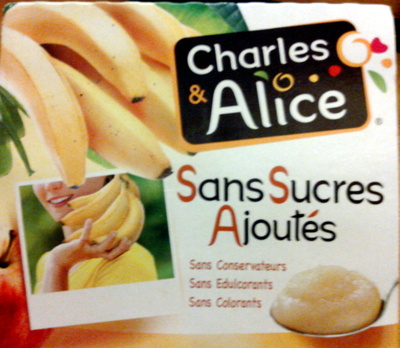 Charles
& Alice
Sans Sucres
Ajoutés
Sans Conservateurs
Sans Edulcorants
Sans Colorants